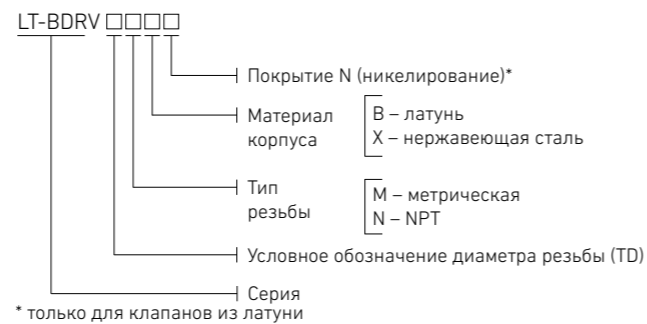 LT-BDRV □□□□
Покрытие N (никелирование)*
Материал
корпуса
B – латунь
X – нержавеющая сталь
Тип
резьбы
M – метрическая
N – NPT
Условное обозначение диаметра резьбы (TD)
Серия
* только для клапанов из латуни